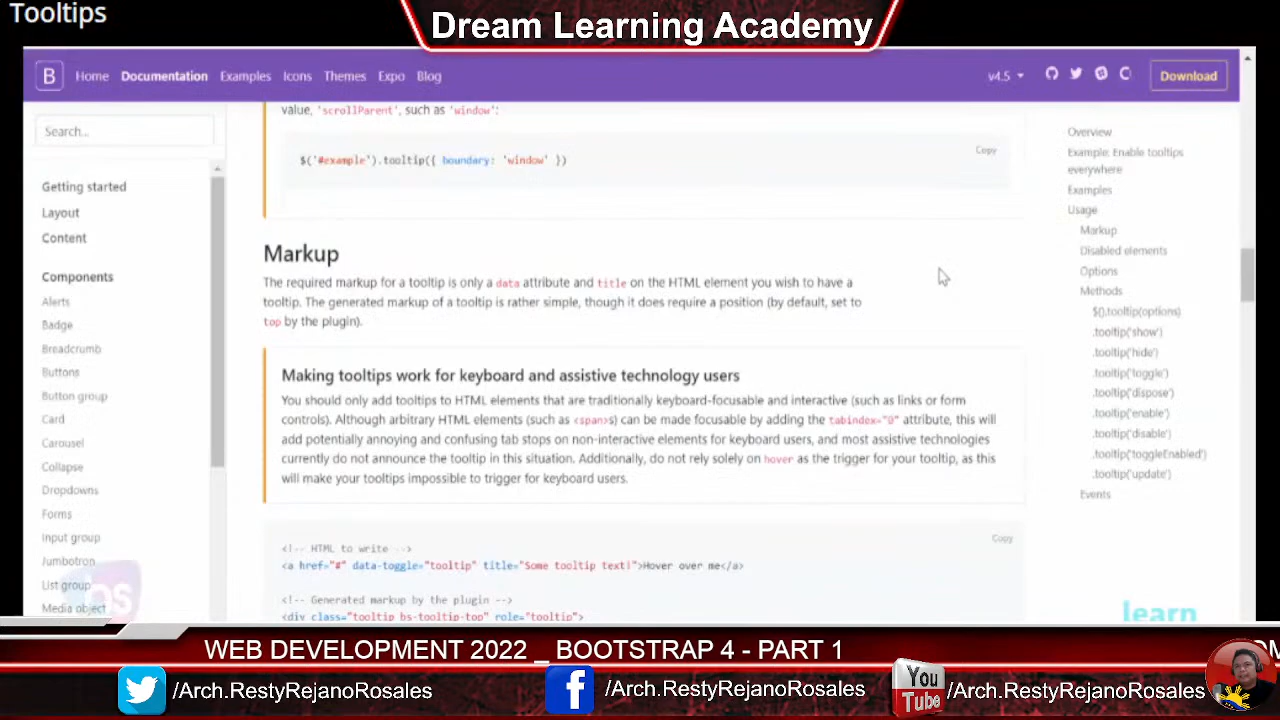 Tooltips
Dream Learning Academy
B Home Documentation Examples Icons Themes Expo Blog v4.5 Download
Search...
Getting started
Layout
Content
Components
Alerts
Badge
Breadcrumb
Buttons
Button group
Card
Carousel
Collapse
Dropdowns
Forms
Input group
Jumbotron
List group
Media object
value, 'scrollParent', such as 'window':
Copy
$('#example').tooltip({ boundary: 'window' })
Markup
The required markup for a tooltip is only a data attribute and title on the HTML element you wish to have a
tooltip. The generated markup of a tooltip is rather simple, though it does require a position (by default, set to
top by the plugin).
Making tooltips work for keyboard and assistive technology users
You should only add tooltips to HTML elements that are traditionally keyboard-focusable and interactive (such as links or form
controls). Although arbitrary HTML elements (such as <span>s) can be made focusable by adding the tabindex="0" attribute, this will
add potentially annoying and confusing tab stops on non-interactive elements for keyboard users, and most assistive technologies
currently do not announce the tooltip in this situation. Additionally, do not rely solely on hover as the trigger for your tooltip, as this
will make your tooltips impossible to trigger for keyboard users.
Copy
<!-- HTML to write -->
<a href="#" data-toggle="tooltip" title="Some tooltip text!">Hover over me</a>
<!-- Generated markup by the plugin -->
<div class="tooltip bs-tooltip-top" role="tooltip">
Overview
Example: Enable tooltips
everywhere
Examples
Usage
Markup
Disabled elements
Options
Methods
$().tooltip(options)
.tooltip('show')
.tooltip('hide')
.tooltip('toggle')
.tooltip('dispose')
.tooltip('enable')
.tooltip('disable')
.tooltip('toggleEnabled')
.tooltip('update')
Events
os
learn
WEB DEVELOPMENT 2022 _ BOOTSTRAP 4 - PART 1
/Arch.RestyRejanoRosales
/Arch.RestyRejanoRosales
You Tube /Arch.RestyRejanoRosales